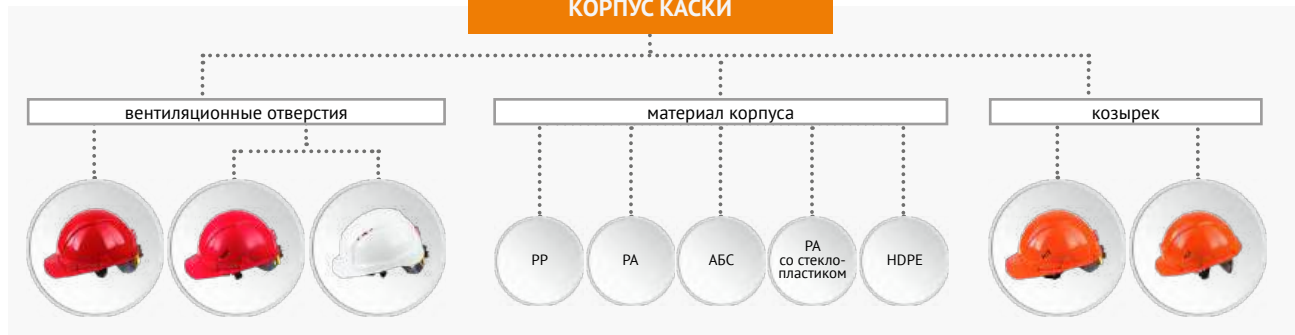 КОРПУС КАСКИ
вентиляционные отверстия
материал корпуса
козырек
PP
PA
АБС
PA
со стекло-
пластиком
HDPE